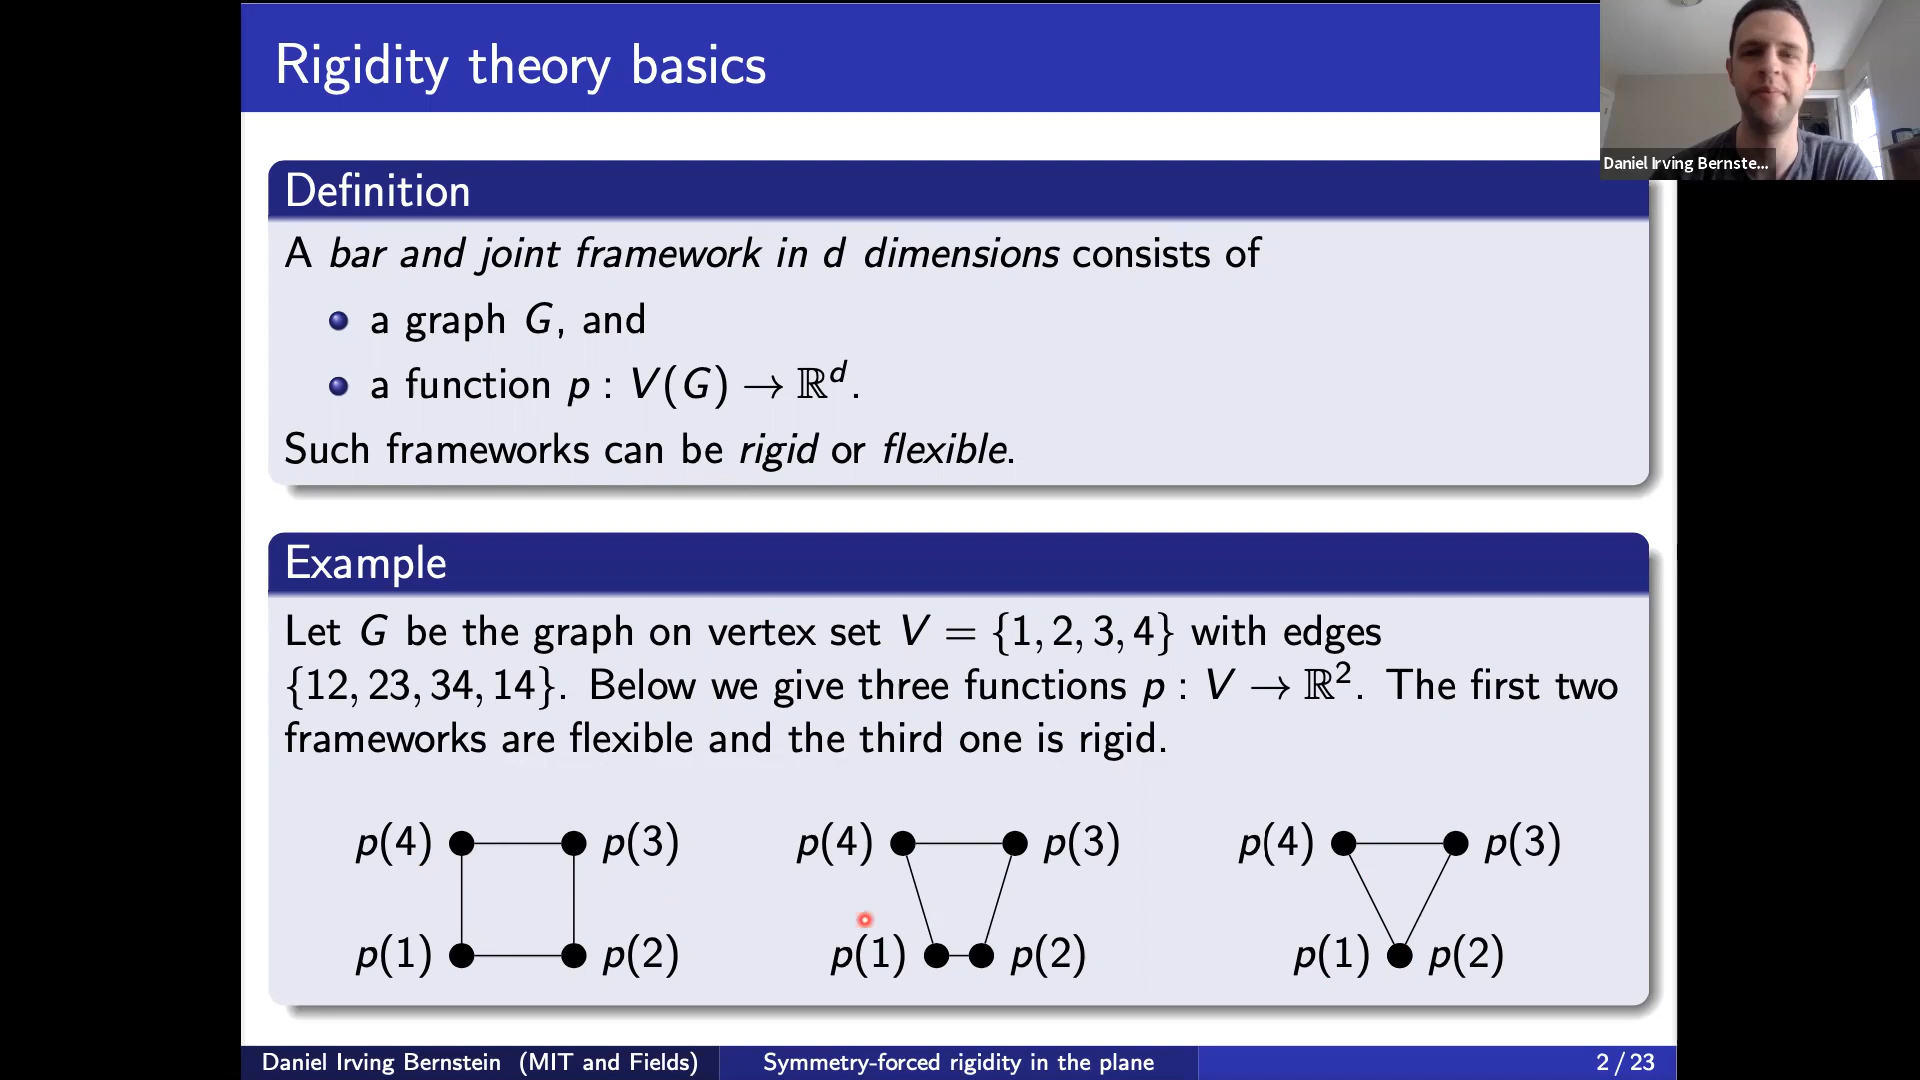 Rigidity theory basics
Daniel Irving Bernste...
Definition
A bar and joint framework in d dimensions consists of
a graph G, and
a function p : V(G) → ℝᵈ.
Such frameworks can be rigid or flexible.
Example
Let G be the graph on vertex set V = {1, 2, 3, 4} with edges
{12, 23, 34, 14}. Below we give three functions p : V → ℝ². The first two
frameworks are flexible and the third one is rigid.
p(4) p(3) p(4) p(3) p(4) p(3)
p(1) p(2) p(1) p(2) p(1) p(2)
Daniel Irving Bernstein (MIT and Fields) Symmetry-forced rigidity in the plane 2 / 23